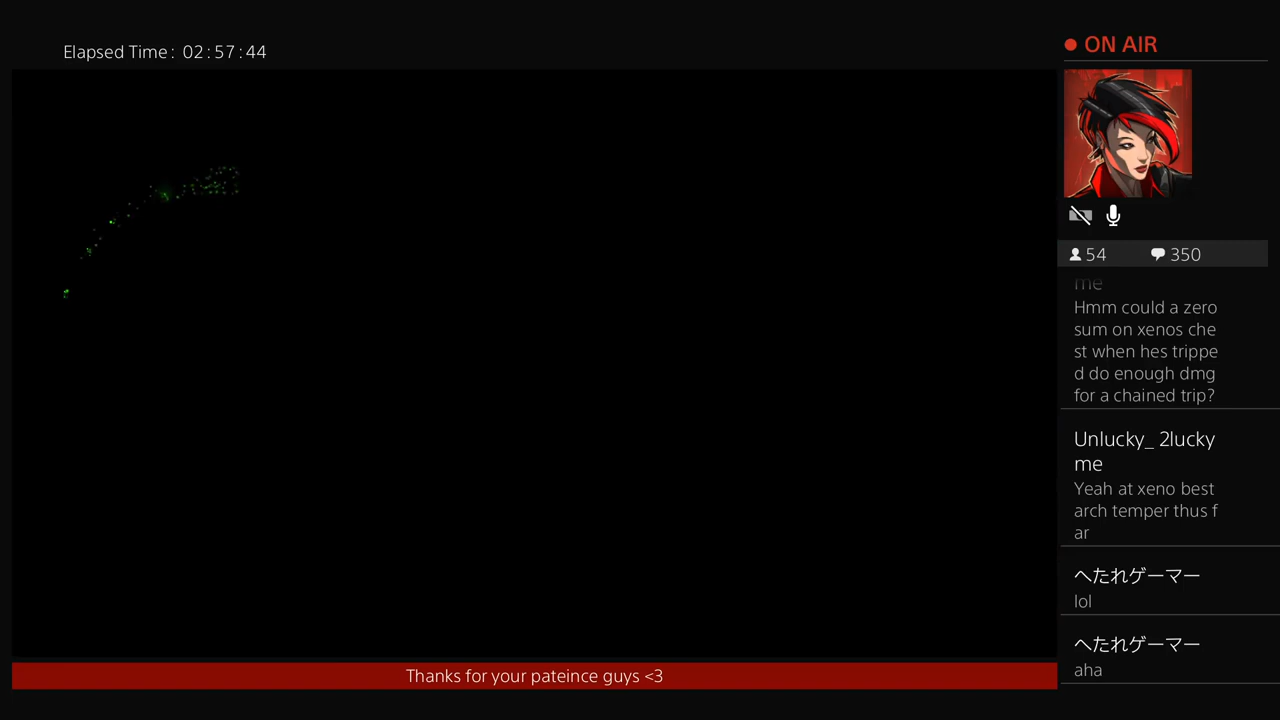 Elapsed Time: 02:57:44
ON AIR
54 350
me
Hmm could a zero
sum on xenos che
st when hes trippe
d do enough dmg
for a chained trip?
Unlucky_ 2lucky
me
Yeah at xeno best
arch temper thus f
ar
へたれゲーマー
lol
へたれゲーマー
aha
Thanks for your pateince guys <3